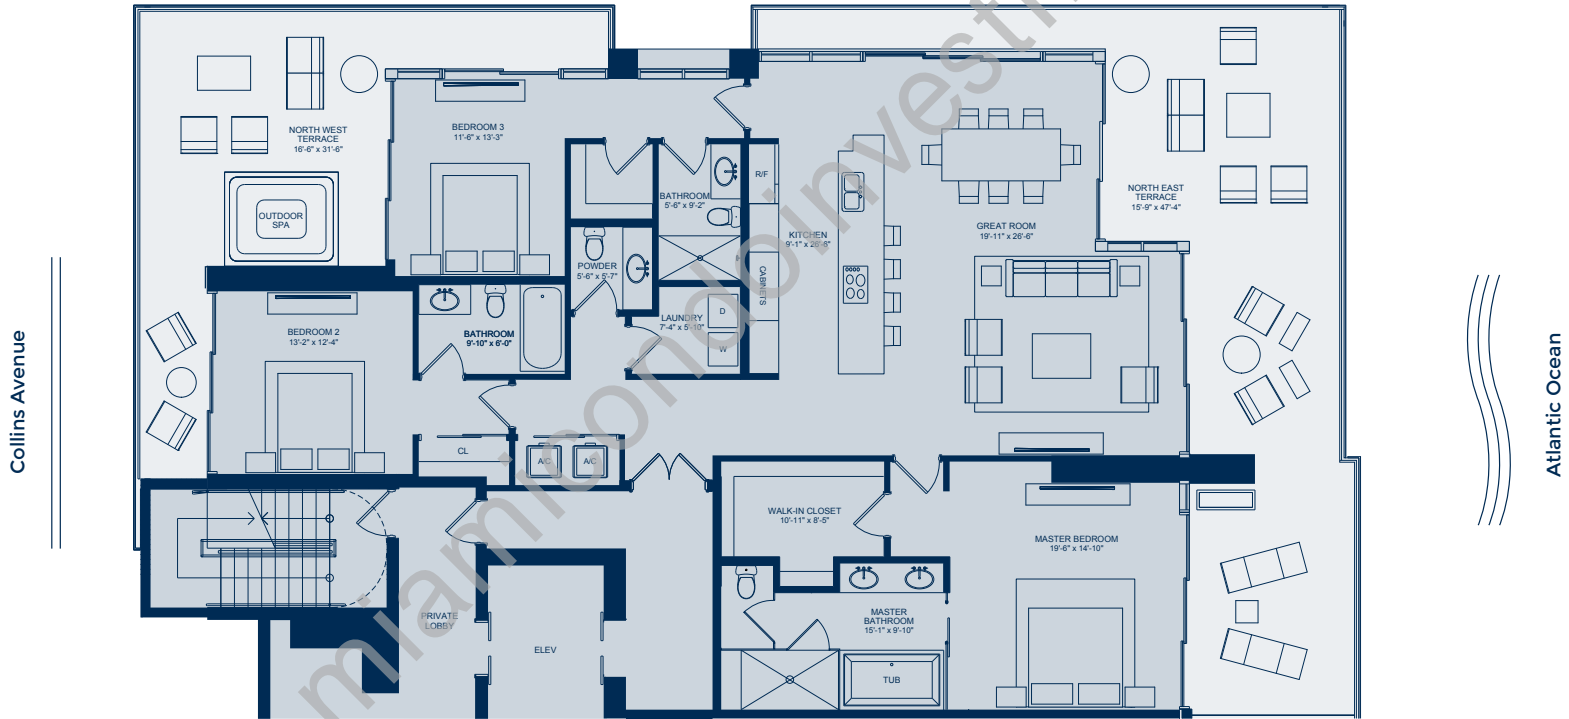 NORTH WEST
TERRACE
16'-6" x 31'-6"
OUTDOOR
SPA
BEDROOM 3
11'-6" x 13'-3"
BATHROOM
5'-6" x 9'-2"
POWDER
5'-6" x 5'-7"
R/F
KITCHEN
9'-1" x 26'-6"
CABINETS
GREAT ROOM
19'-11" x 26'-6"
NORTH EAST
TERRACE
15'-9" x 47'-4"
BEDROOM 2
13'-2" x 12'-4"
BATHROOM
9'-10" x 6'-0"
LAUNDRY
7'-4" x 5'-10"
D
W
CL
A/C
A/C
WALK-IN CLOSET
10'-11" x 8'-5"
MASTER BEDROOM
19'-6" x 14'-10"
MASTER
BATHROOM
15'-1" x 9'-10"
TUB
PRIVATE
LOBBY
ELEV
Collins Avenue
Atlantic Ocean